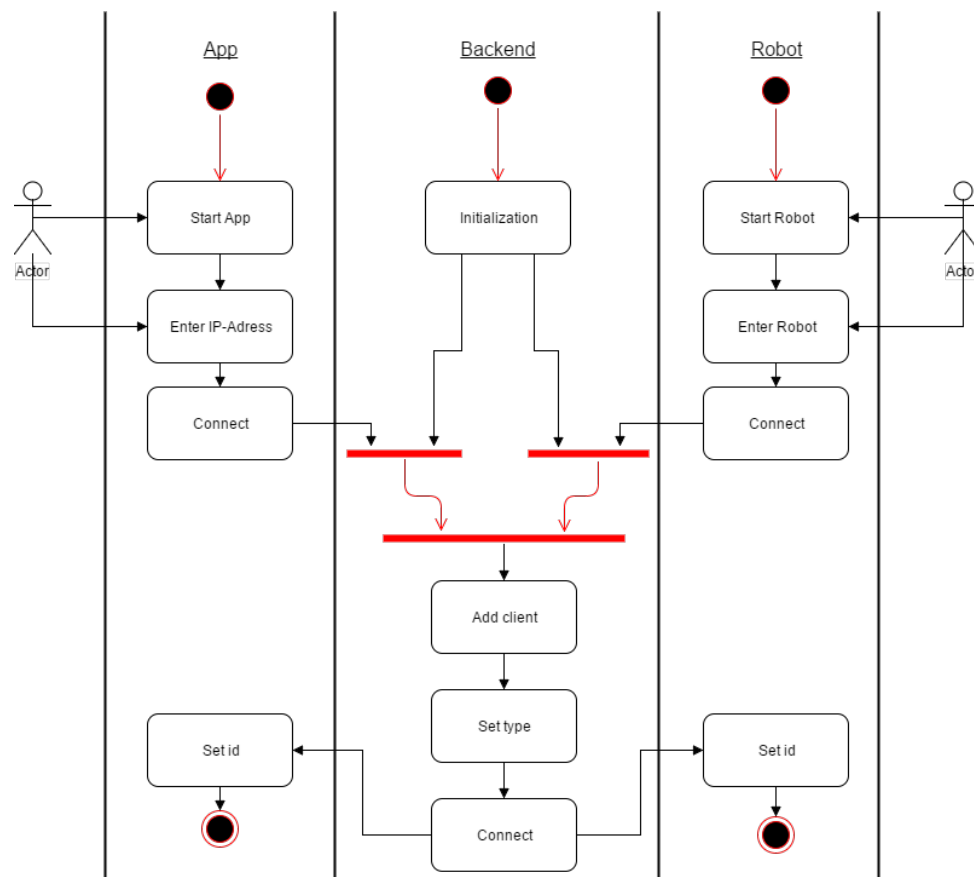 App
Backend
Robot
Start App
Initialization
Start Robot
Actor
Acto
Enter IP-Adress
Enter Robot
Connect
Connect
Add client
Set type
Set id
Set id
Connect